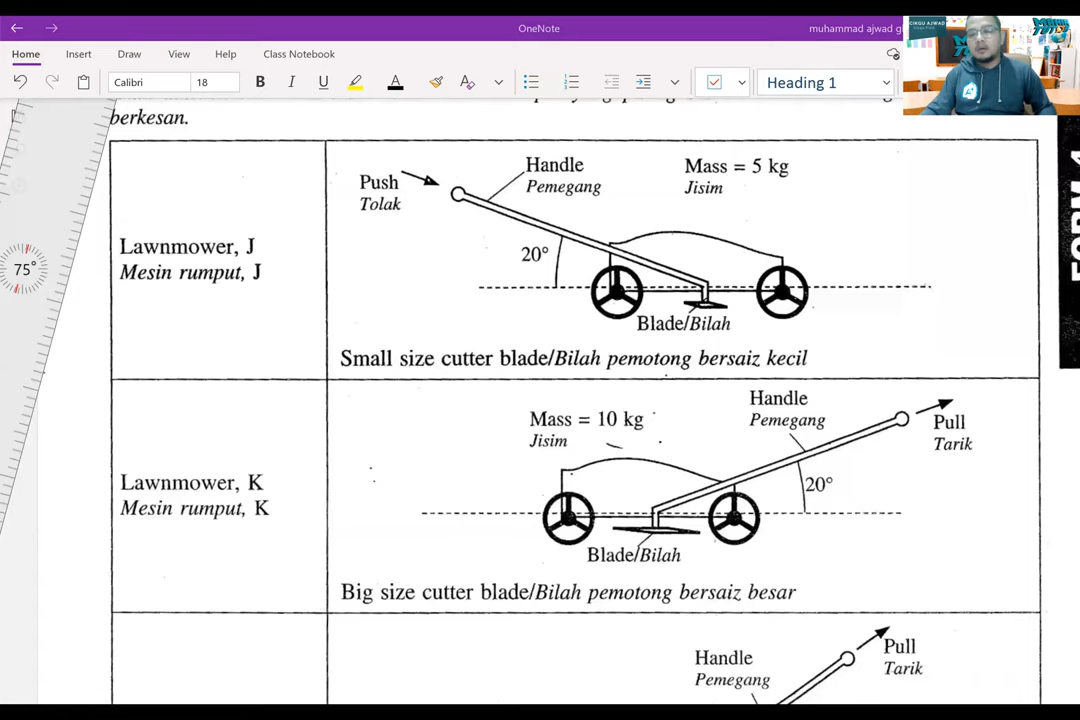 OneNote
muhammad ajwad
CIKGU AJWAD
Home Insert Draw View Help Class Notebook
Calibri 18 B I U A Heading 1
berkesan.
Lawnmower, J
Mesin rumput, J
Push
Tolak
Handle
Pemegang
Mass = 5 kg
Jisim
20°
Blade/Bilah
Small size cutter blade/Bilah pemotong bersaiz kecil
Lawnmower, K
Mesin rumput, K
Mass = 10 kg
Jisim
Handle
Pemegang
Pull
Tarik
20°
Blade/Bilah
Big size cutter blade/Bilah pemotong bersaiz besar
Handle
Pemegang
Pull
Tarik
75°